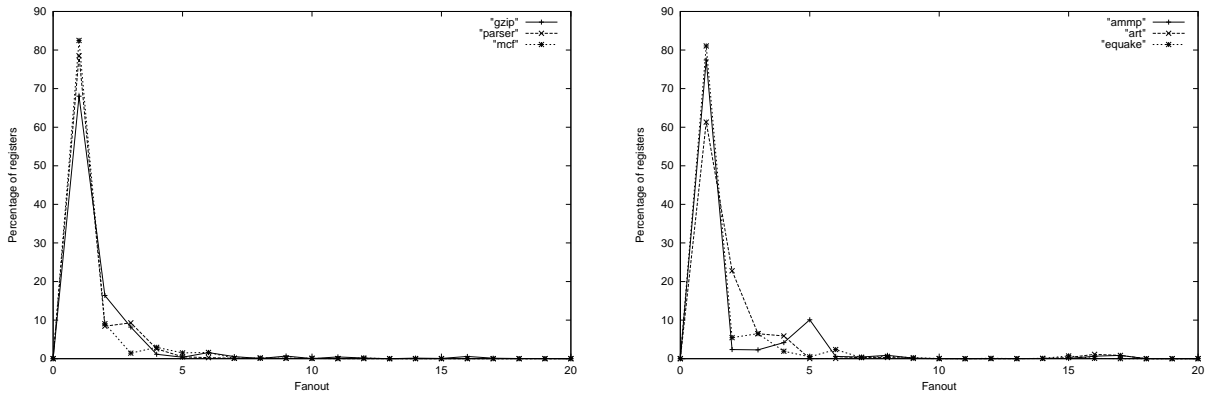 90
80
70
60
50
40
30
20
10
0
Percentage of registers
"gzip"
"parser"
"mcf"
0 5 10 15 20
Fanout
90
80
70
60
50
40
30
20
10
0
Percentage of registers
"ammp"
"art"
"equake"
0 5 10 15 20
Fanout